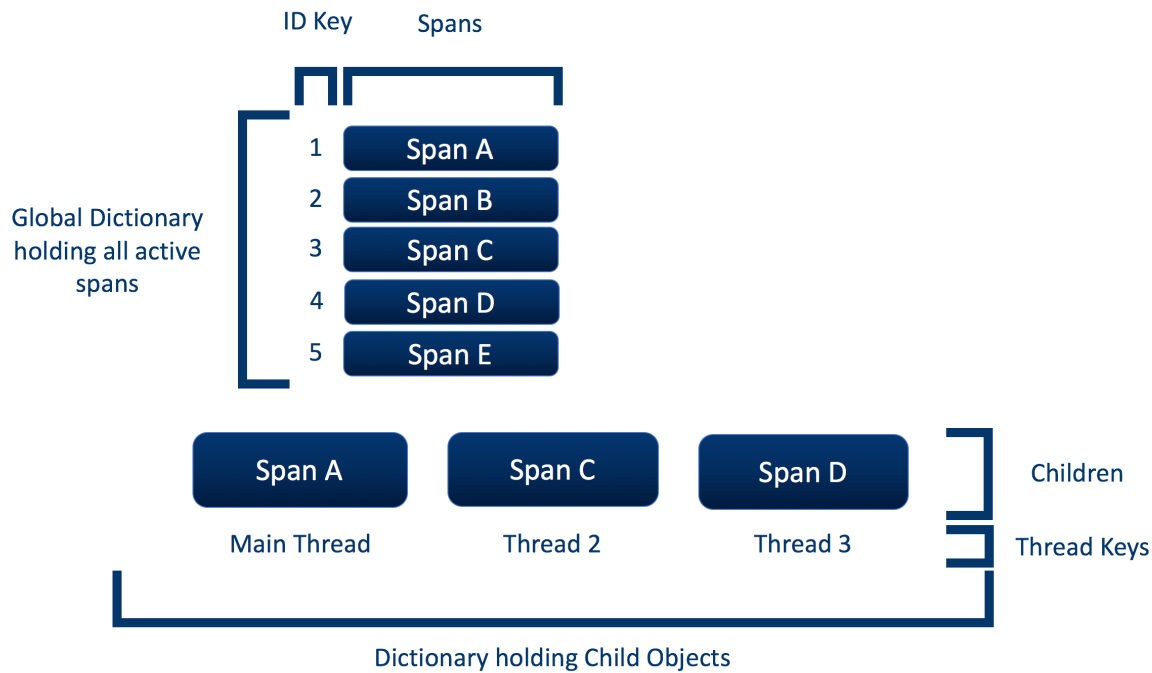 ID Key
Spans
1
Span A
2
Span B
Global Dictionary
holding all active
spans
3
Span C
4
Span D
5
Span E
Span A
Span C
Span D
Children
Main Thread
Thread 2
Thread 3
Thread Keys
Dictionary holding Child Objects